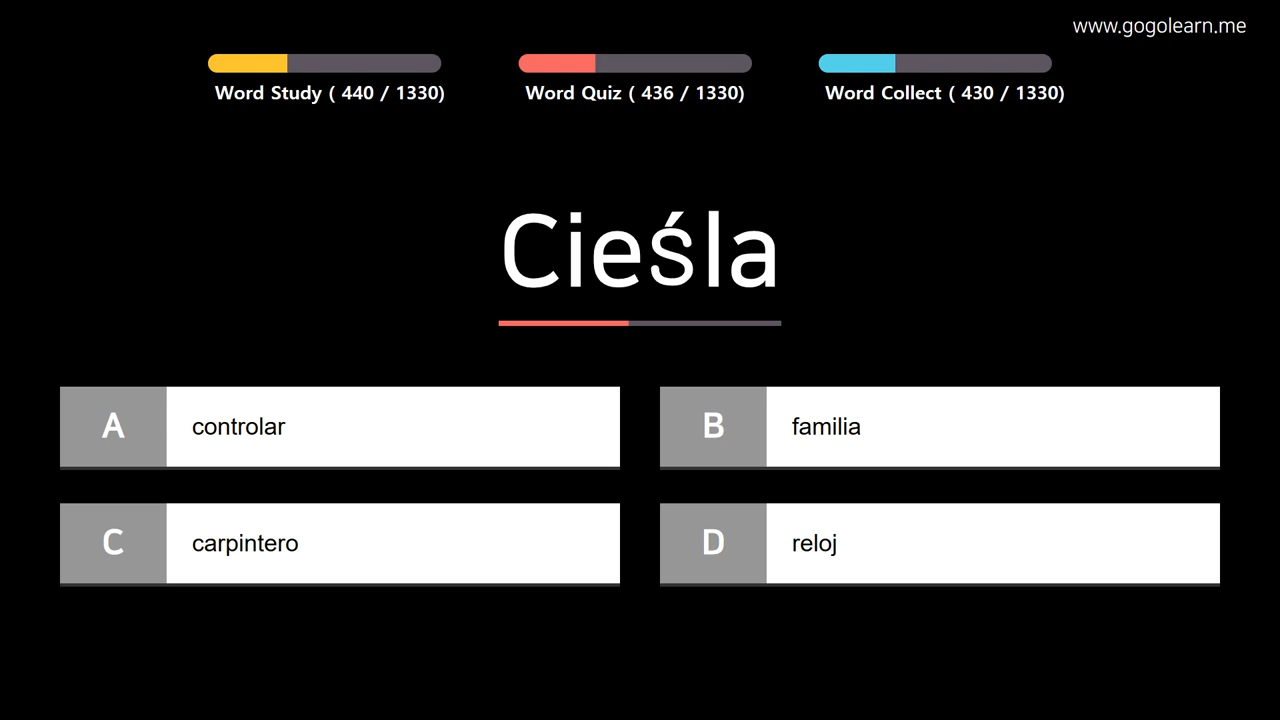 www.gogolearn.me
Word Study ( 440 / 1330)
Word Quiz ( 436 / 1330)
Word Collect ( 430 / 1330)
Cieśla
A controlar
B familia
C carpintero
D reloj